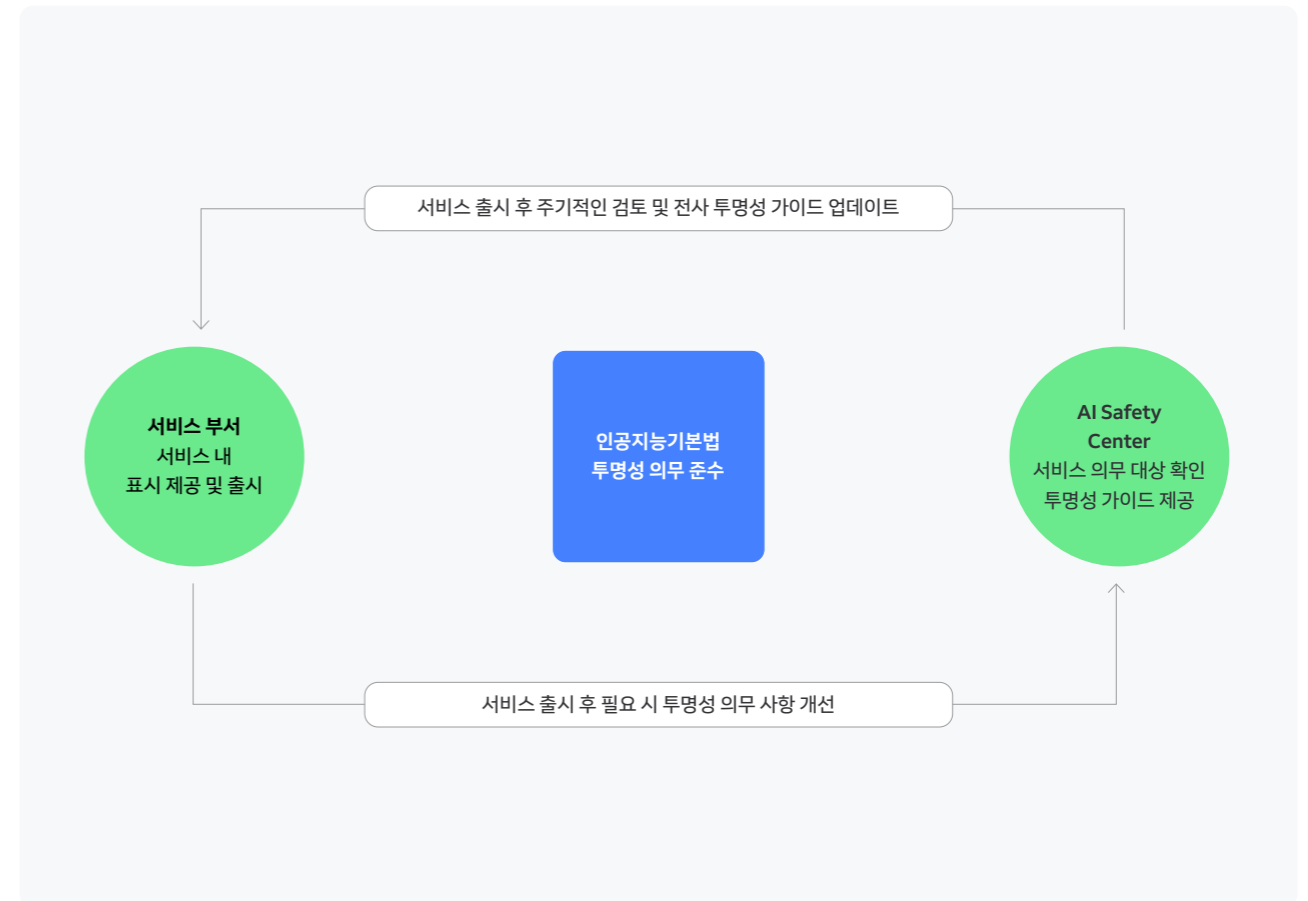 서비스 출시 후 주기적인 검토 및 전사 투명성 가이드 업데이트
서비스 부서
서비스 내
표시 제공 및 출시
인공지능기본법
투명성 의무 준수
AI Safety
Center
서비스 의무 대상 확인
투명성 가이드 제공
서비스 출시 후 필요 시 투명성 의무 사항 개선